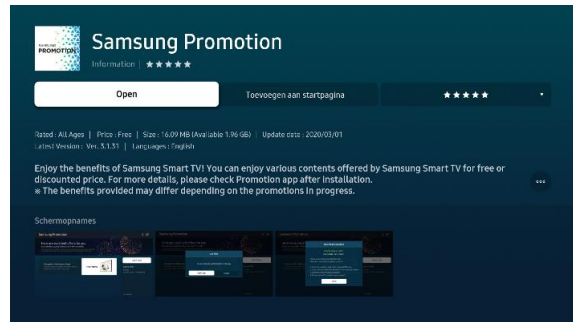 SAMSUNG
PROMOTION
Samsung Promotion
Information | ★★★★★
Open
Toevoegen aan startpagina
★★★★★
Rated : All Ages | Price : Free | Size : 16.09 MB (Available 1.96 GB) | Update date : 2020/03/01
Latest Version : Ver. 3.1.31 | Languages : English
Enjoy the benefits of Samsung Smart TV! You can enjoy various contents offered by Samsung Smart TV for free or
discounted price. For more details, please check Promotion app after installation.
※ The benefits provided may differ depending on the promotions in progress.
Schermopnames